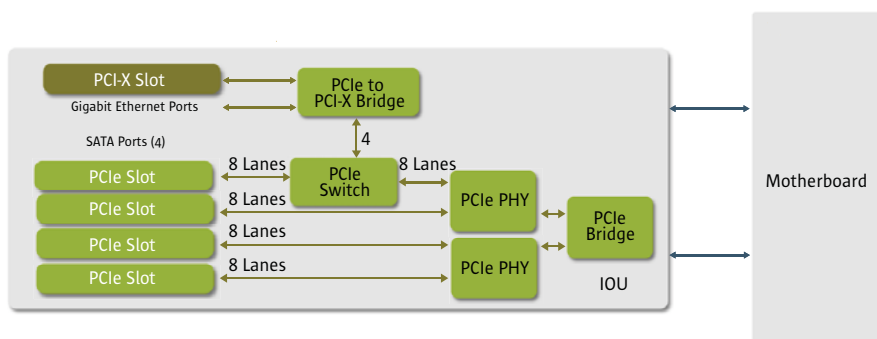 PCI-X Slot
PCIe to
PCI-X Bridge
Gigabit Ethernet Ports
4
SATA Ports (4)
8 Lanes
8 Lanes
PCIe Slot
PCIe
Switch
PCIe Slot
8 Lanes
PCIe PHY
PCIe
Bridge
Motherboard
PCIe Slot
8 Lanes
PCIe Slot
8 Lanes
PCIe PHY
IOU